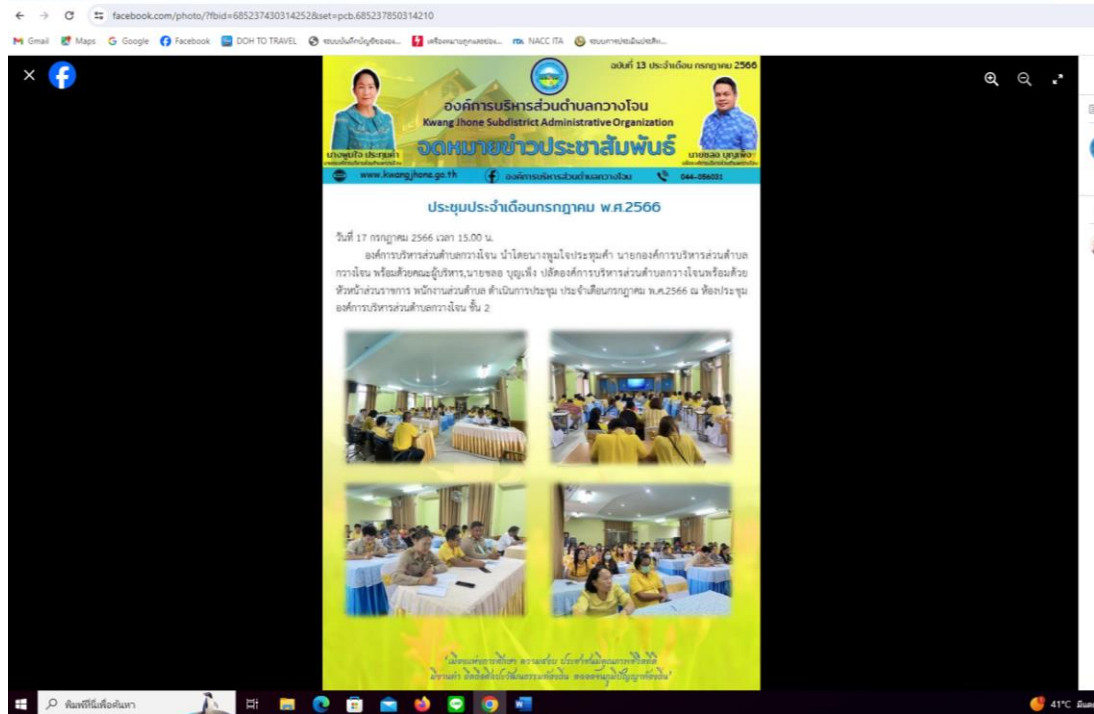 facebook.com/photo/?fbid=685237430314252&set=pcb.685237850314210
Gmail Maps Google Facebook DOH TO TRAVEL NACC ITA
ฉบับที่ 13 ประจำเดือน กรกฎาคม 2566
องค์การบริหารส่วนตำบลกวางโจน
Kwang Jhone Subdistrict Administrative Organization
จดหมายข่าวประชาสัมพันธ์
นางพูมใจ ประทุมคำ
นายชลอ บุญเพ็ง
www.kwangjhone.go.th องค์การบริหารส่วนตำบลกวางโจน 044-056031
ประชุมประจำเดือนกรกฎาคม พ.ศ.2566
วันที่ 17 กรกฎาคม 2566 เวลา 15.00 น.
องค์การบริหารส่วนตำบลกวางโจน นำโดยนางพูมใจประทุมคำ นายกองค์การบริหารส่วนตำบล
กวางโจน พร้อมด้วยคณะผู้บริหาร,นายชลอ บุญเพ็ง ปลัดองค์การบริหารส่วนตำบลกวางโจนพร้อมด้วย
หัวหน้าส่วนราชการ พนักงานส่วนตำบล ดำเนินการประชุม ประจำเดือนกรกฎาคม พ.ศ.2566 ณ ห้องประชุม
องค์การบริหารส่วนตำบลกวางโจน ชั้น 2
พิมพ์ที่นี่เพื่อค้นหา
41°C